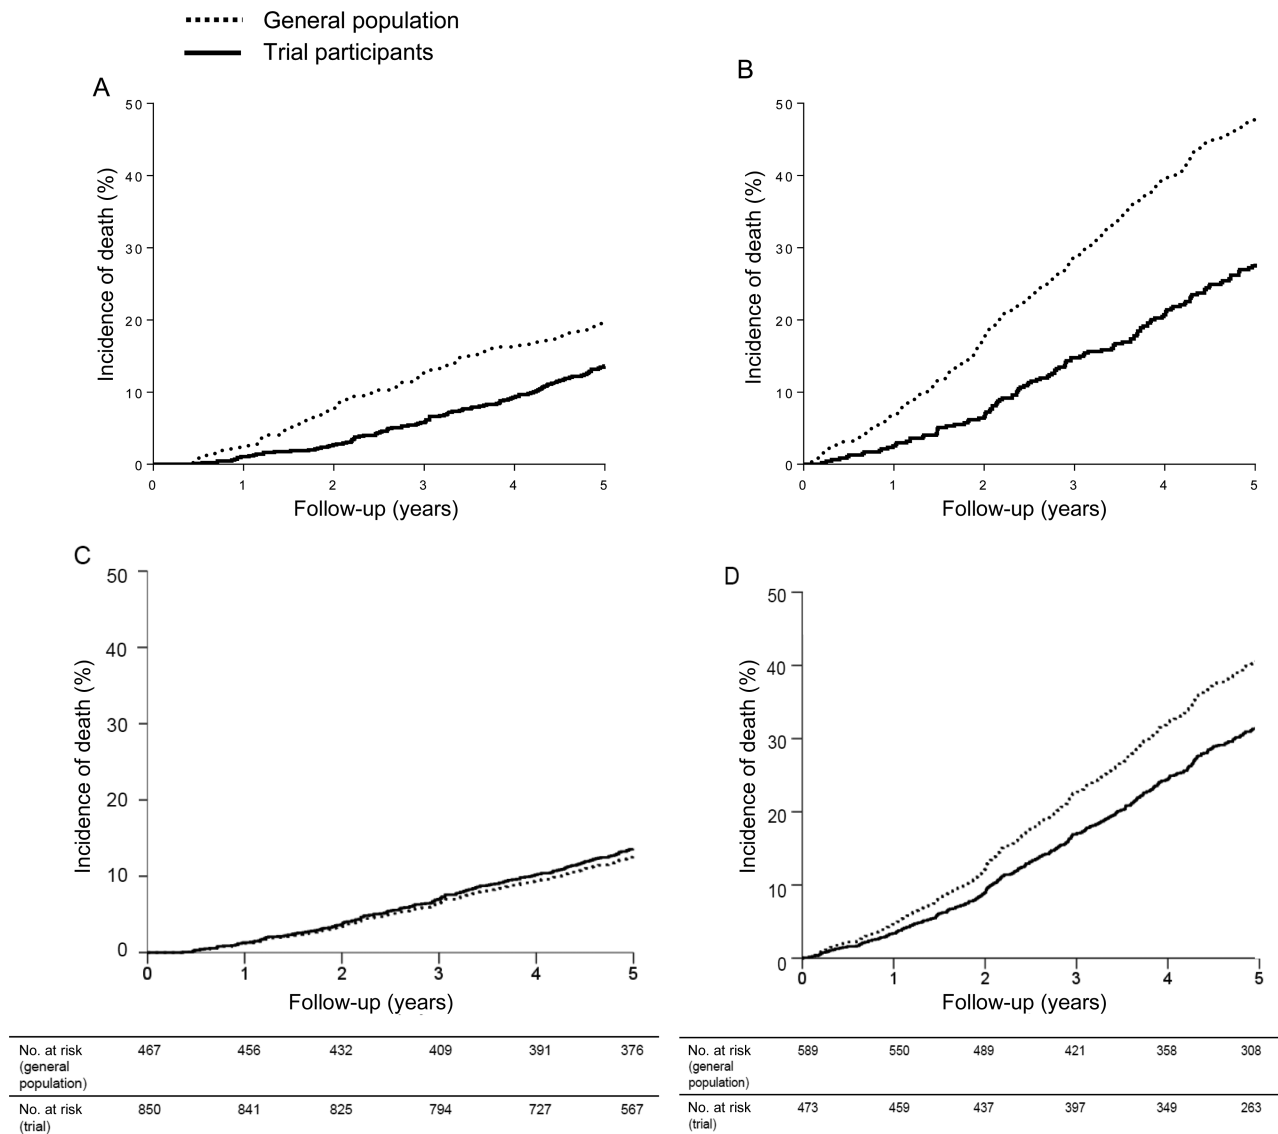 General population
Trial participants
A
50
40
30
20
10
0
Incidence of death (%)
0 1 2 3 4 5
Follow-up (years)
B
50
40
30
20
10
0
Incidence of death (%)
0 1 2 3 4 5
Follow-up (years)
C
50
40
30
20
10
0
Incidence of death (%)
0 1 2 3 4 5
Follow-up (years)
D
50
40
30
20
10
0
Incidence of death (%)
0 1 2 3 4 5
Follow-up (years)
No. at risk 467 456 432 409 391 376
(general
population)
No. at risk 850 841 825 794 727 567
(trial)
No. at risk 589 550 489 421 358 308
(general
population)
No. at risk 473 459 437 397 349 263
(trial)